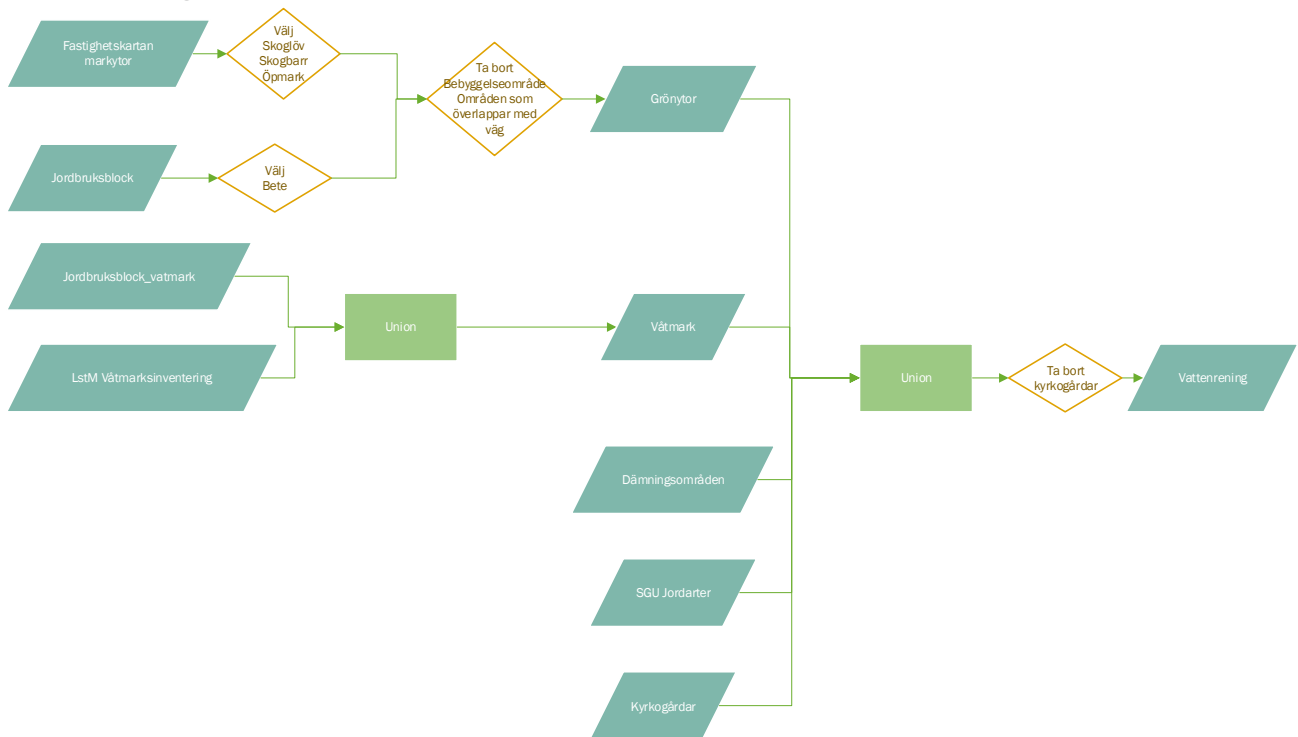 Fastighetskartan
markytor
Välj
Skoglöv
Skogbarr
Öpmark
Ta bort
Bebyggelseområde
Områden som
överlappar med
väg
Grönytor
Jordbruksblock
Välj
Bete
Jordbruksblock_vatmark
Union
Våtmark
LstM Våtmarksinventering
Union
Ta bort
kyrkogårdar
Vattenrening
Dämningsområden
SGU Jordarter
Kyrkogårdar